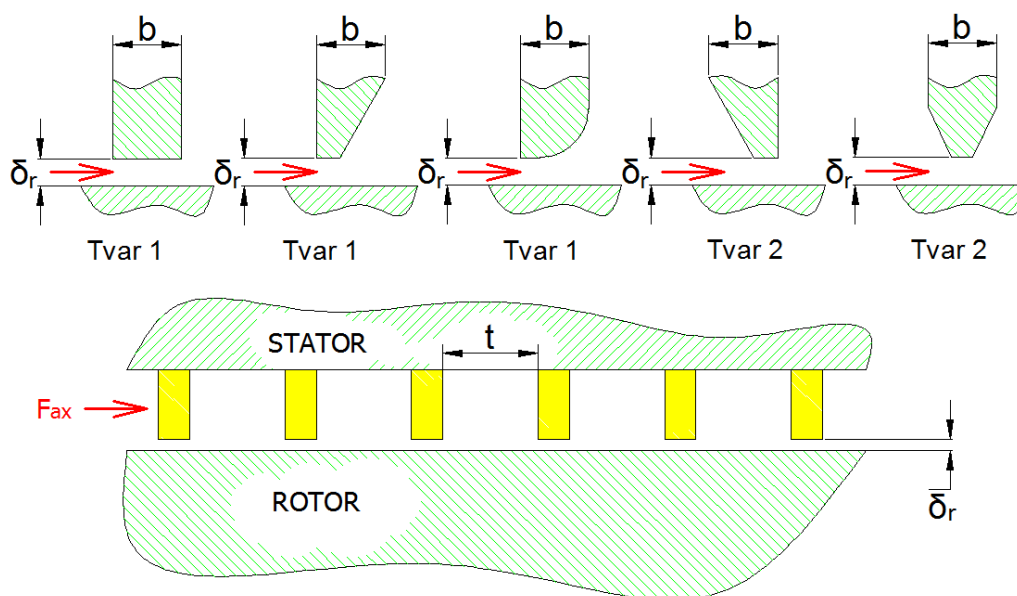 b b b b b
δr δr δr δr δr
Tvar 1 Tvar 1 Tvar 1 Tvar 2 Tvar 2
STATOR t
Fax
ROTOR
δr